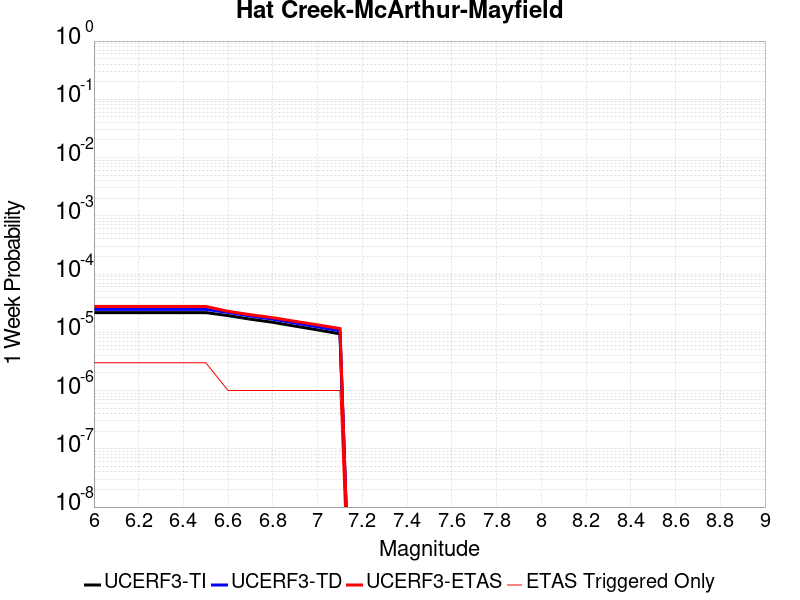 Hat Creek-McArthur-Mayfield
1 Week Probability
10^0
10^-1
10^-2
10^-3
10^-4
10^-5
10^-6
10^-7
10^-8
6 6.2 6.4 6.6 6.8 7 7.2 7.4 7.6 7.8 8 8.2 8.4 8.6 8.8 9
Magnitude
UCERF3-TI UCERF3-TD UCERF3-ETAS ETAS Triggered Only